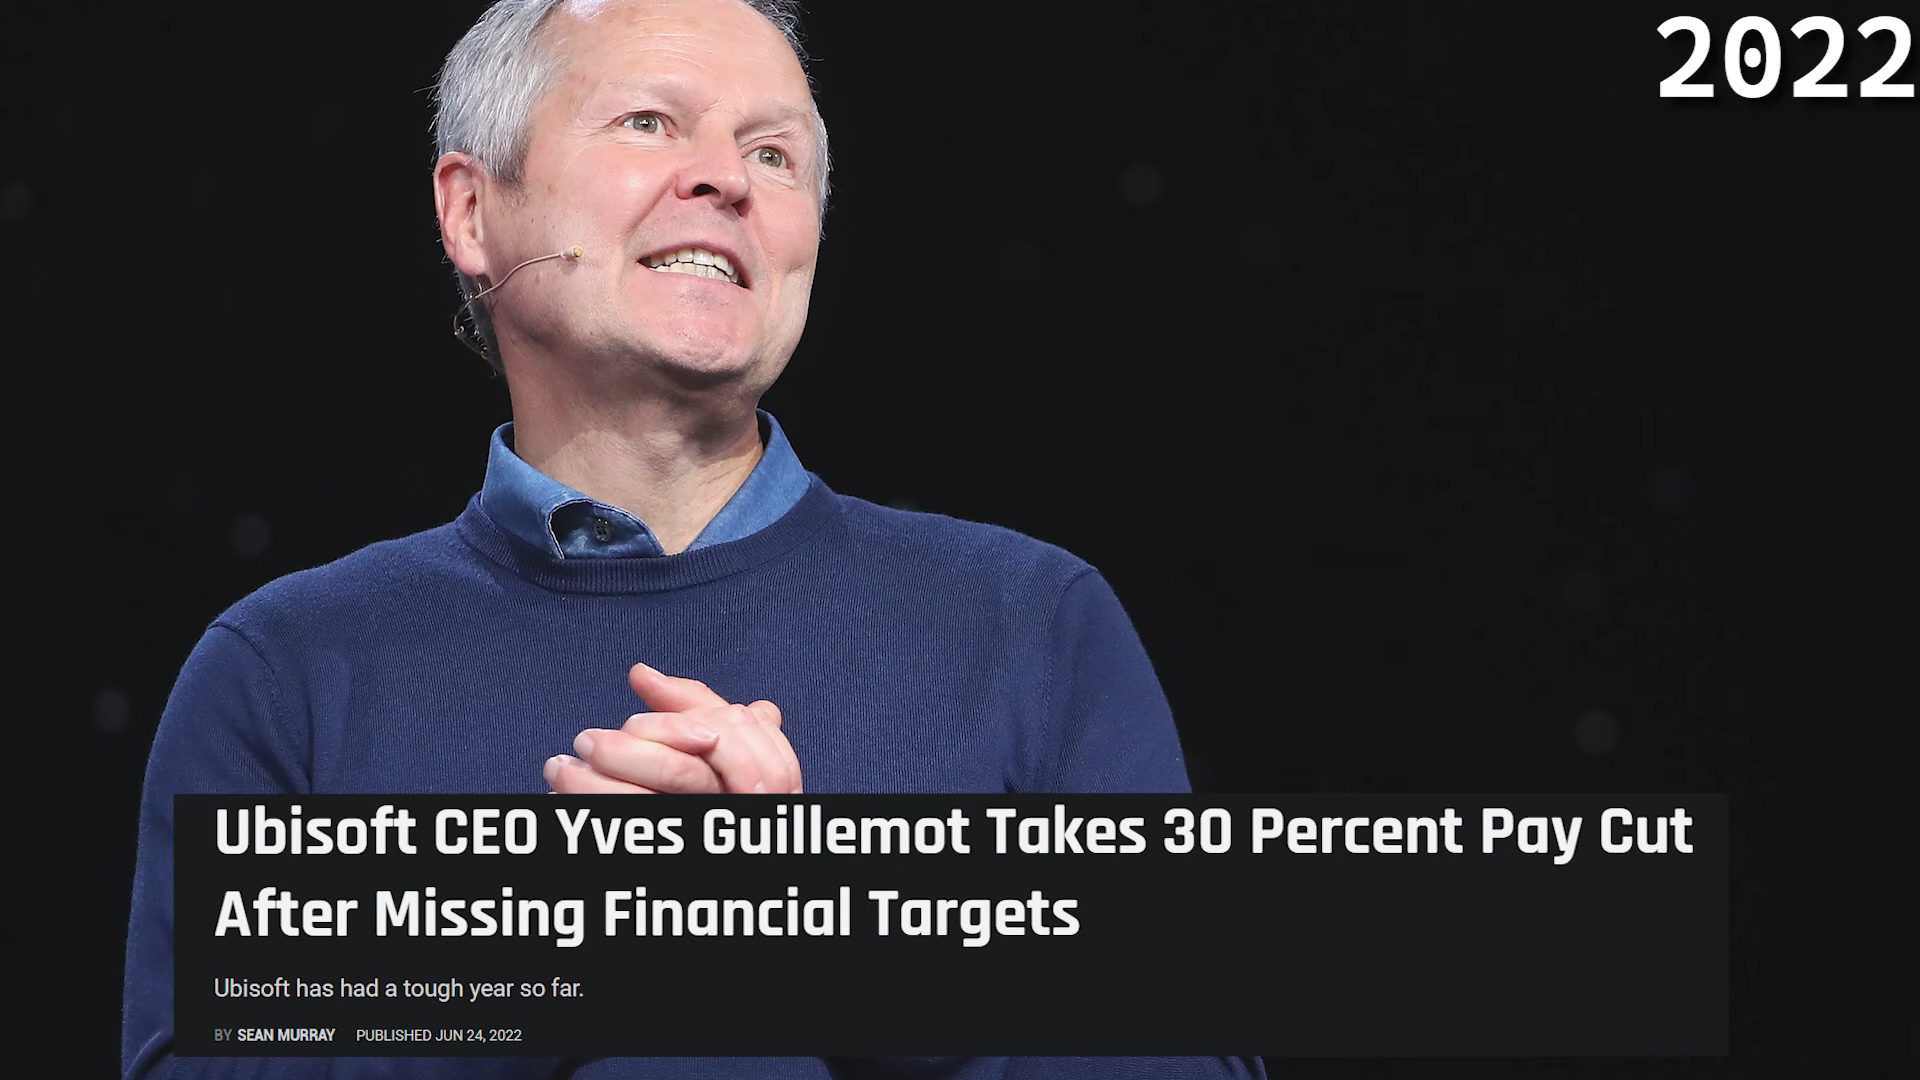 2022
Ubisoft CEO Yves Guillemot Takes 30 Percent Pay Cut
After Missing Financial Targets
Ubisoft has had a tough year so far.
BY SEAN MURRAY PUBLISHED JUN 24, 2022